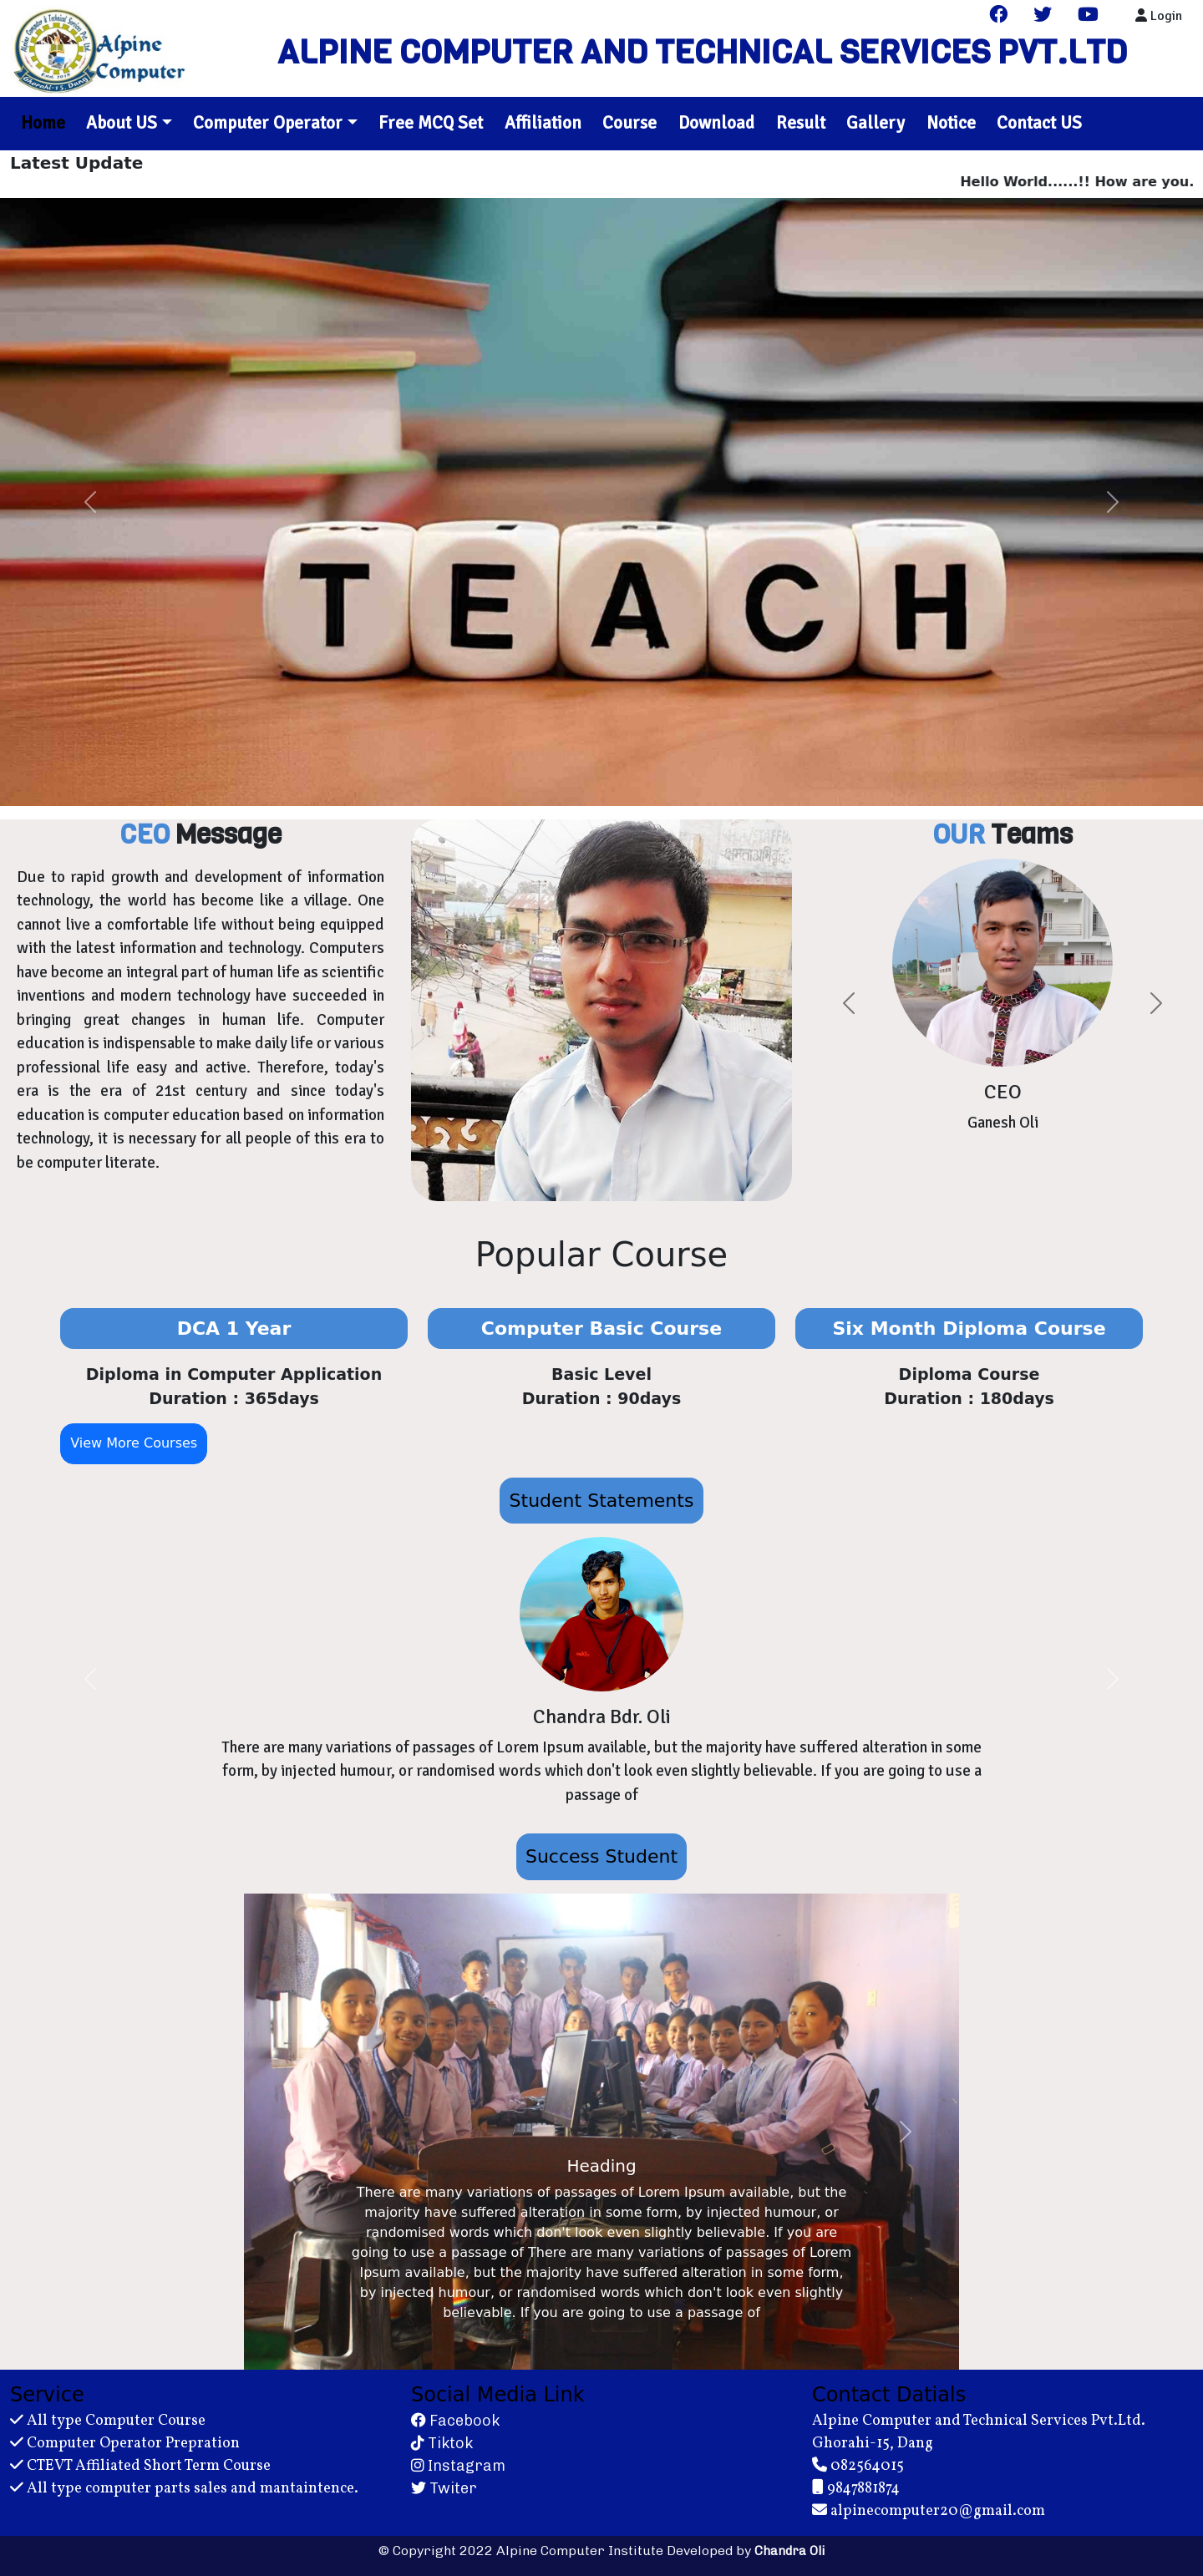 Login
Alpine
Computer
ALPINE COMPUTER AND TECHNICAL SERVICES PVT.LTD
Home About US Computer Operator Free MCQ Set Affiliation Course Download Result Gallery Notice Contact US
Latest Update
Hello World......!! How are you.
TEACH
CEO Message
Due to rapid growth and development of information
technology, the world has become like a village. One
cannot live a comfortable life without being equipped
with the latest information and technology. Computers
have become an integral part of human life as scientific
inventions and modern technology have succeeded in
bringing great changes in human life. Computer
education is indispensable to make daily life or various
professional life easy and active. Therefore, today's
era is the era of 21st century and since today's
education is computer education based on information
technology, it is necessary for all people of this era to
be computer literate.
OUR Teams
CEO
Ganesh Oli
Popular Course
DCA 1 Year
Diploma in Computer Application
Duration : 365days
Computer Basic Course
Basic Level
Duration : 90days
Six Month Diploma Course
Diploma Course
Duration : 180days
View More Courses
Student Statements
Chandra Bdr. Oli
There are many variations of passages of Lorem Ipsum available, but the majority have suffered alteration in some
form, by injected humour, or randomised words which don't look even slightly believable. If you are going to use a
passage of
Success Student
Heading
There are many variations of passages of Lorem Ipsum available, but the
majority have suffered alteration in some form, by injected humour, or
randomised words which don't look even slightly believable. If you are
going to use a passage of There are many variations of passages of Lorem
Ipsum available, but the majority have suffered alteration in some form,
by injected humour, or randomised words which don't look even slightly
believable. If you are going to use a passage of
Service
All type Computer Course
Computer Operator Prepration
CTEVT Affiliated Short Term Course
All type computer parts sales and mantaintence.
Social Media Link
Facebook
Tiktok
Instagram
Twiter
Contact Datials
Alpine Computer and Technical Services Pvt.Ltd.
Ghorahi-15, Dang
082564015
9847881874
alpinecomputer20@gmail.com
© Copyright 2022 Alpine Computer Institute Developed by Chandra Oli